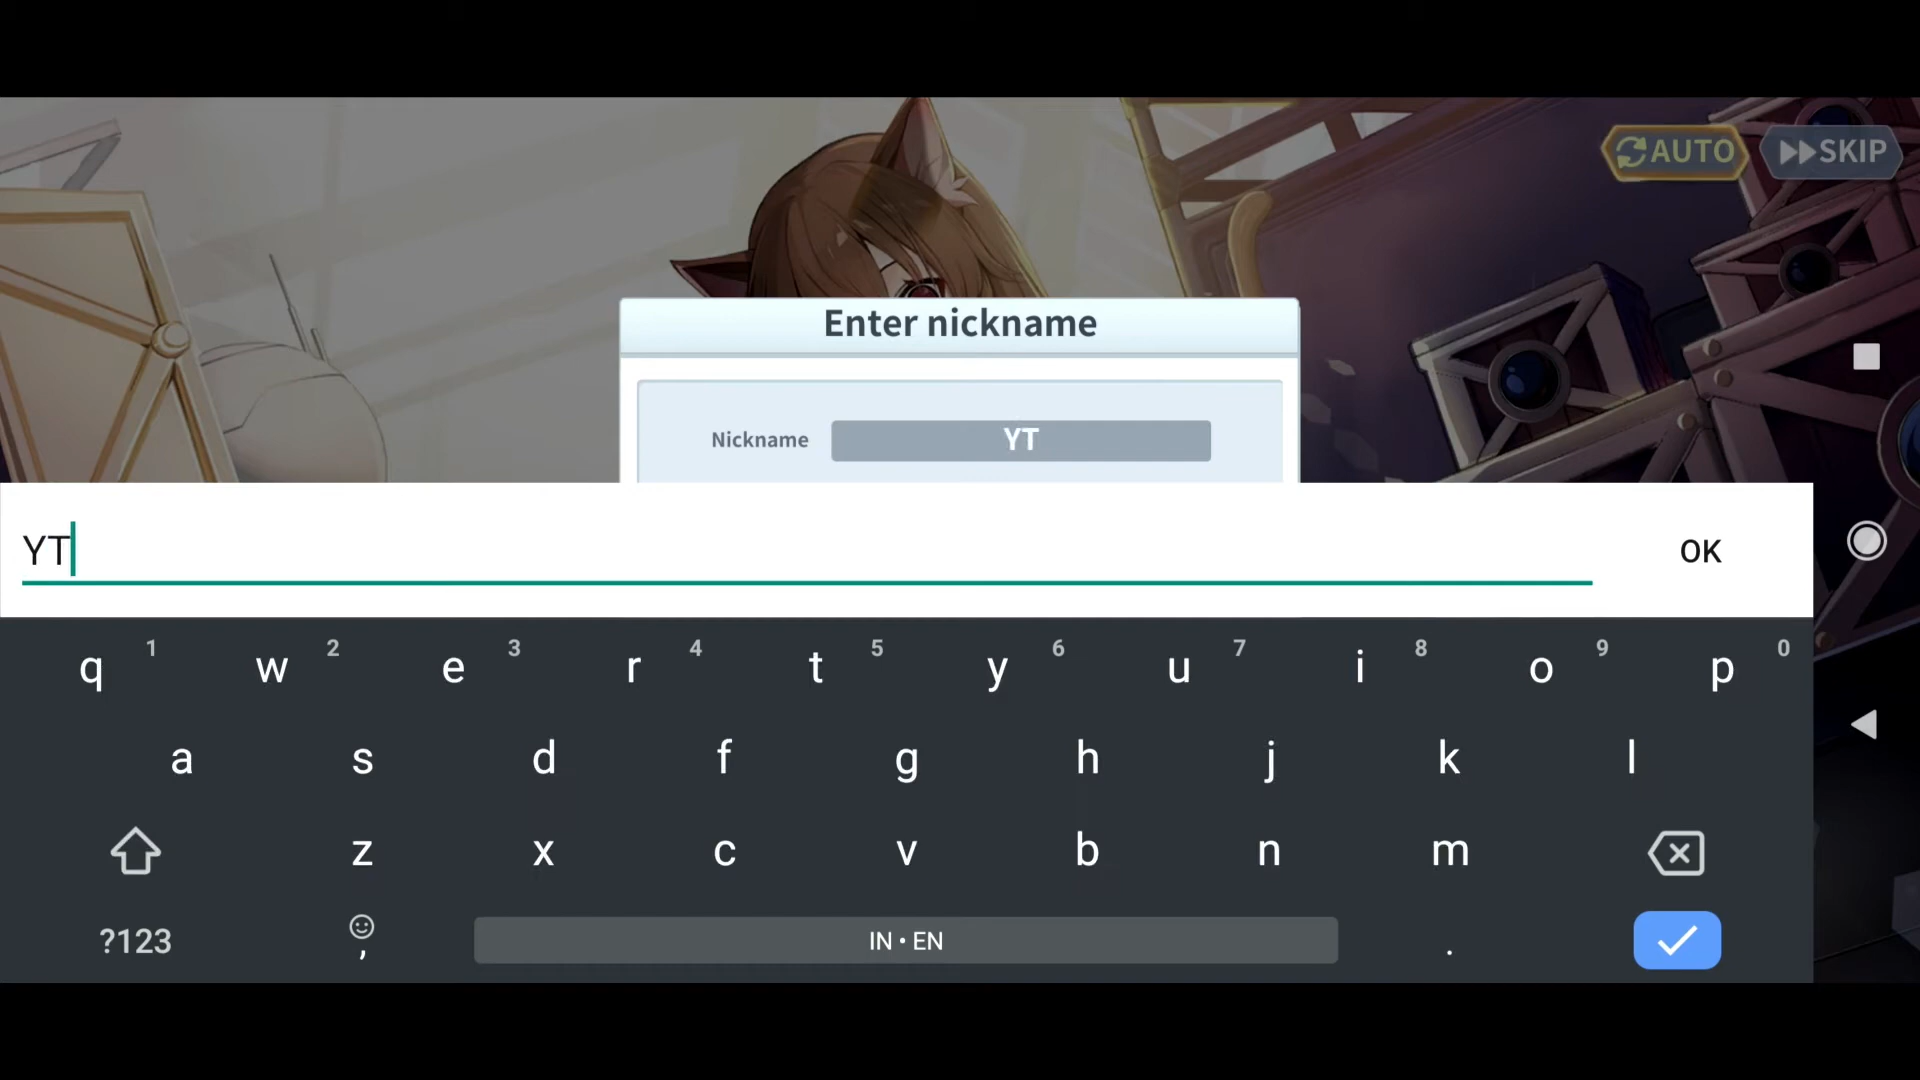 AUTO
SKIP
Enter nickname
Nickname YT
YT
OK
q 1 w 2 e 3 r 4 t 5 y 6 u 7 i 8 o 9 p 0
a s d f g h j k l
z x c v b n m
?123 , IN • EN .